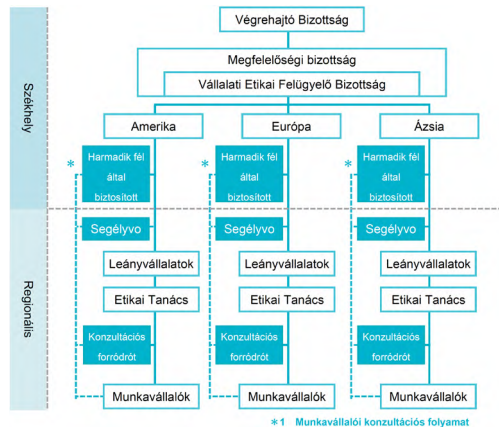 Végrehajtó Bizottság
Megfelelőségi bizottság
Vállalati Etikai Felügyelő Bizottság
Székhely
Amerika
Európa
Ázsia
*
Harmadik fél
által
biztosított
*
Harmadik fél
által
biztosított
*
Harmadik fél
által
biztosított
Regionális
Segélyvo
Segélyvo
Segélyvo
Leányvállalatok
Leányvállalatok
Leányvállalatok
Etikai Tanács
Etikai Tanács
Etikai Tanács
Konzultációs
forródrót
Konzultációs
forródrót
Konzultációs
forródrót
Munkavállalók
Munkavállalók
Munkavállalók
*1 Munkavállalói konzultációs folyamat